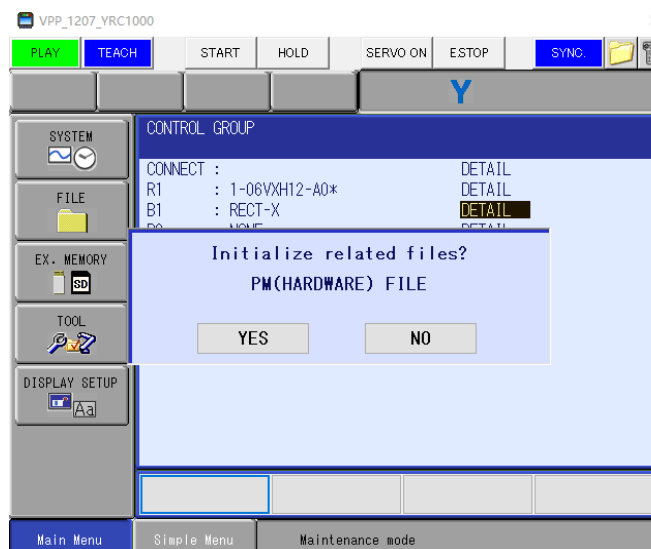 VPP_1207_YRC1000
PLAY TEACH START HOLD SERVO ON E.STOP SYNC.
Y
SYSTEM
FILE
EX. MEMORY
SD
TOOL
DISPLAY SETUP
Aa
CONTROL GROUP
CONNECT : DETAIL
R1 : 1-06VXH12-A0* DETAIL
B1 : RECT-X DETAIL
Initialize related files?
PM(HARDWARE) FILE
YES NO
Main Menu Simple Menu Maintenance mode